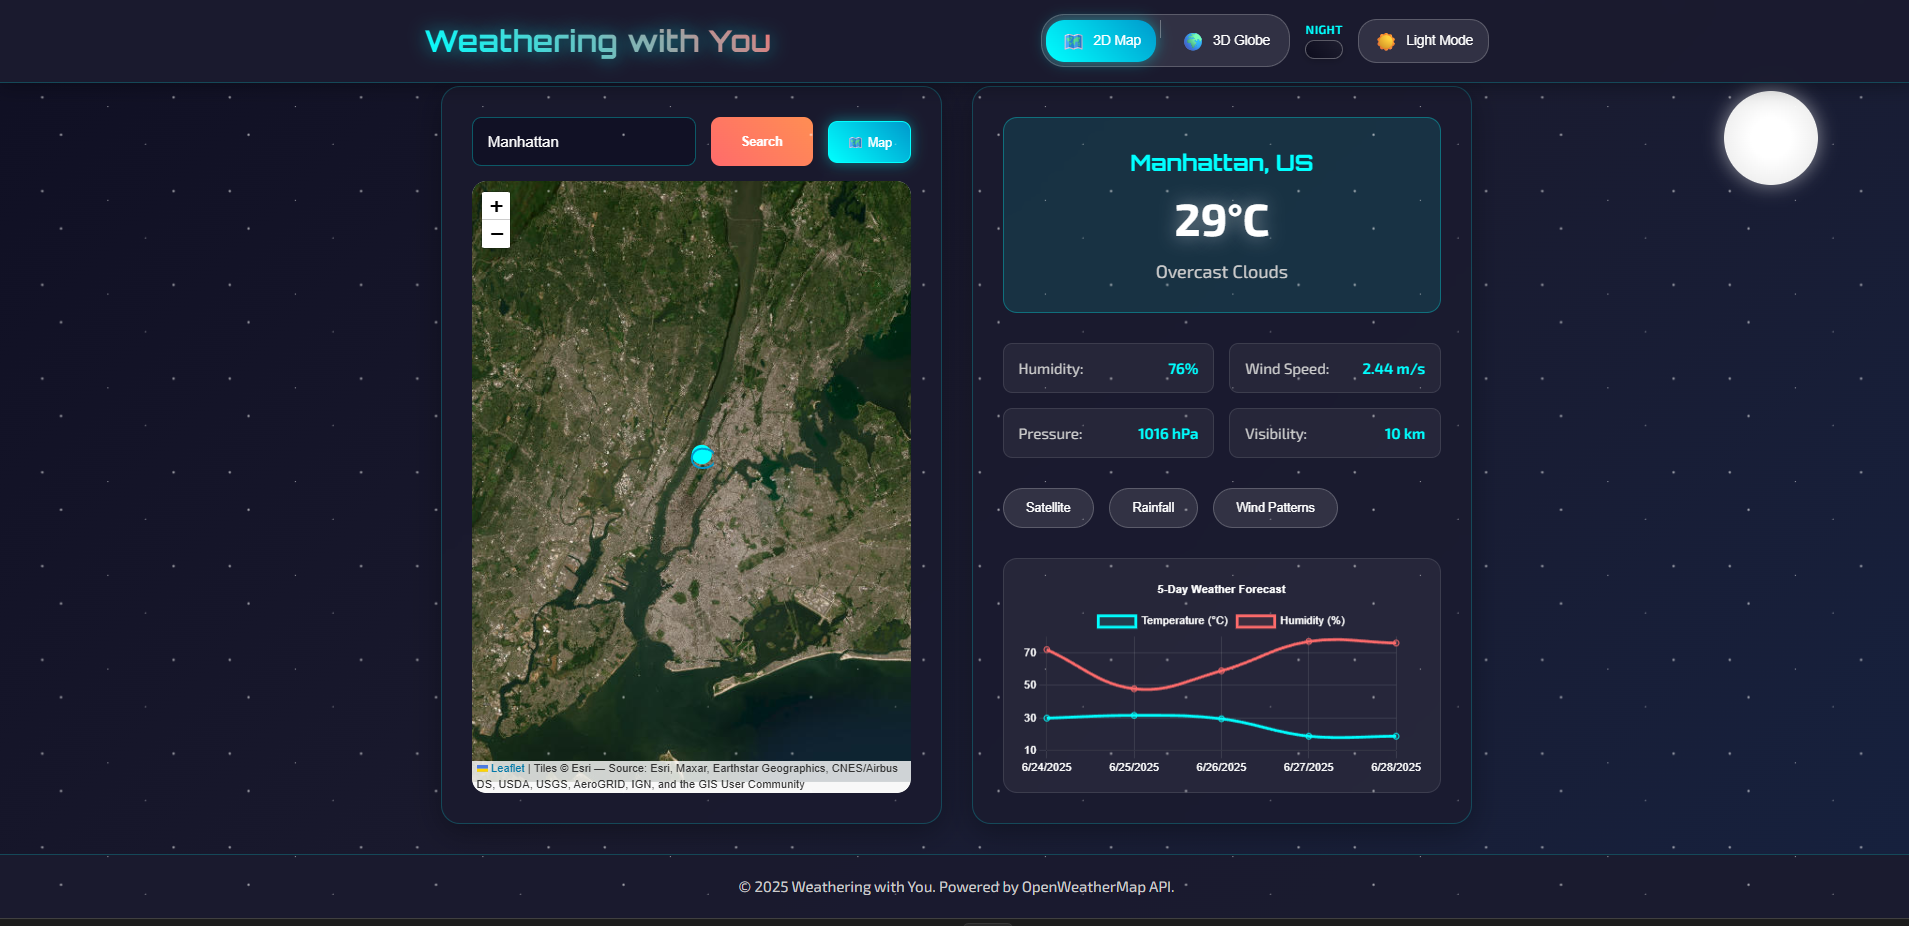 Weathering with You
2D Map
3D Globe
NIGHT
Light Mode
Manhattan
Search
Map
+
−
Leaflet | Tiles © Esri — Source: Esri, Maxar, Earthstar Geographics, CNES/Airbus
DS, USDA, USGS, AeroGRID, IGN, and the GIS User Community
Manhattan, US
29°C
Overcast Clouds
Humidity: 76%
Wind Speed: 2.44 m/s
Pressure: 1016 hPa
Visibility: 10 km
Satellite
Rainfall
Wind Patterns
5-Day Weather Forecast
Temperature (°C) Humidity (%)
70
50
30
10
6/24/2025 6/25/2025 6/26/2025 6/27/2025 6/28/2025
© 2025 Weathering with You. Powered by OpenWeatherMap API.